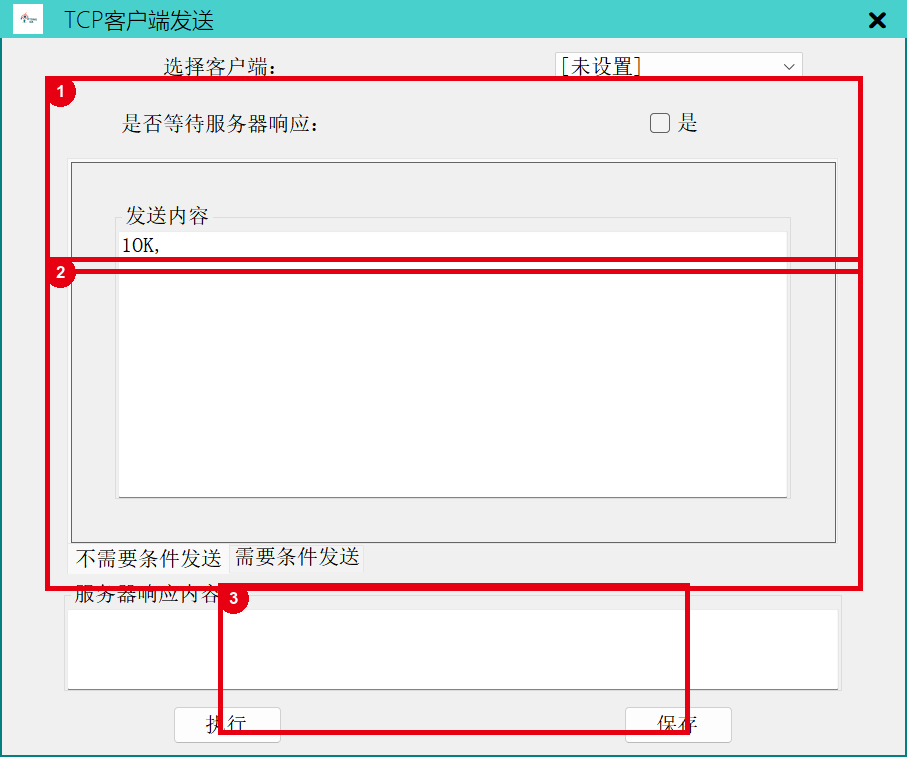 TCP客户端发送
选择客户端：
[未设置]
1
是否等待服务器响应：
是
发送内容
1OK,
2
不需要条件发送
需要条件发送
服务器响应内容
3
执行
保存